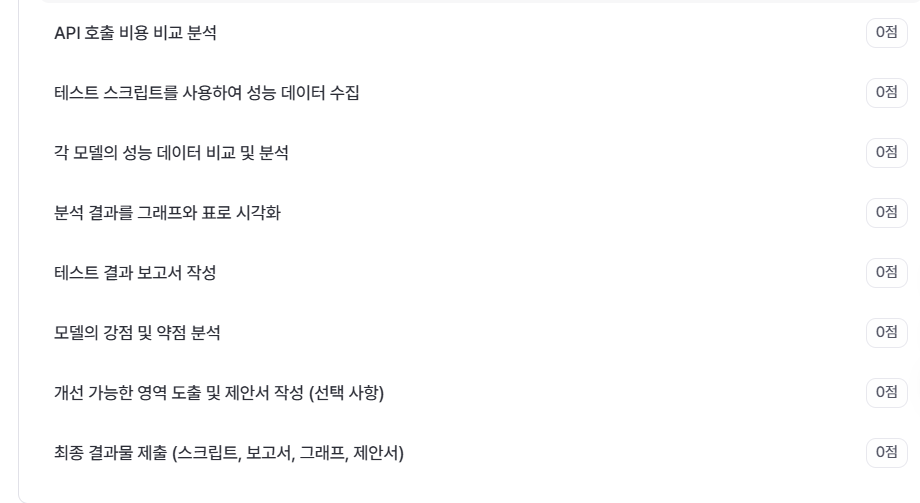 API 호출 비용 비교 분석 0점
테스트 스크립트를 사용하여 성능 데이터 수집 0점
각 모델의 성능 데이터 비교 및 분석 0점
분석 결과를 그래프와 표로 시각화 0점
테스트 결과 보고서 작성 0점
모델의 강점 및 약점 분석 0점
개선 가능한 영역 도출 및 제안서 작성 (선택 사항) 0점
최종 결과물 제출 (스크립트, 보고서, 그래프, 제안서) 0점